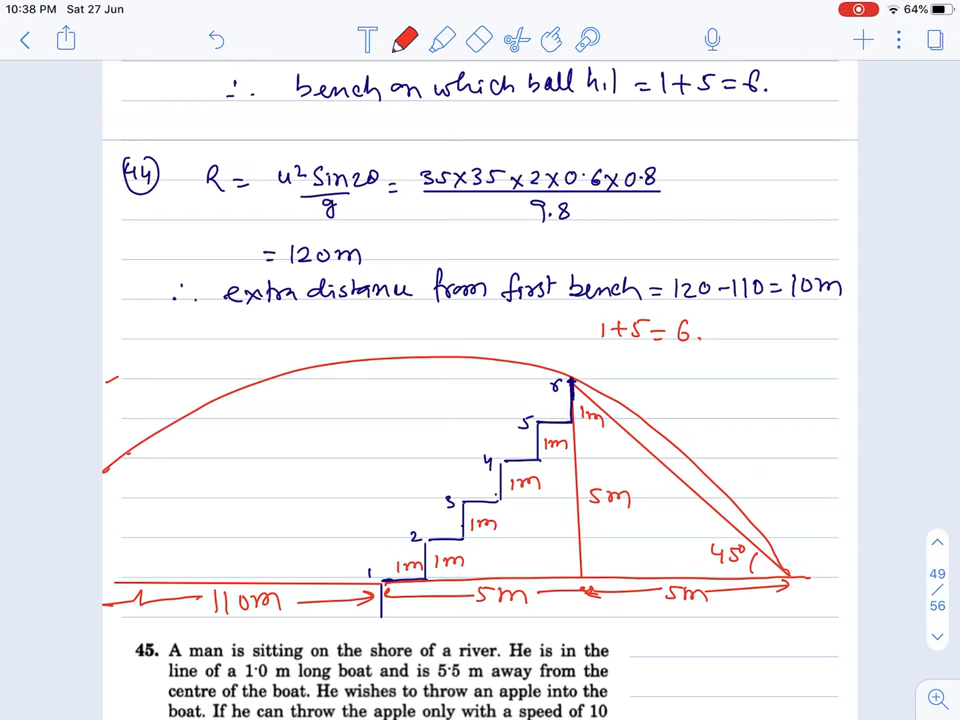 10:38 PM Sat 27 Jun 64%
T
∴ bench on which ball hit = 1+5 = 6.
44 R = u² Sin2θ / g = 35×35×2×0.6×0.8 / 9.8
= 120m
∴ extra distance from first bench = 120 - 110 = 10m
1+5 = 6.
6 1m
5 1m
4 1m 5m
3 1m
2 45°
1 1m 1m
110m 5m 5m
45. A man is sitting on the shore of a river. He is in the
line of a 1·0 m long boat and is 5·5 m away from the
centre of the boat. He wishes to throw an apple into the
boat. If he can throw the apple only with a speed of 10
49
/
56